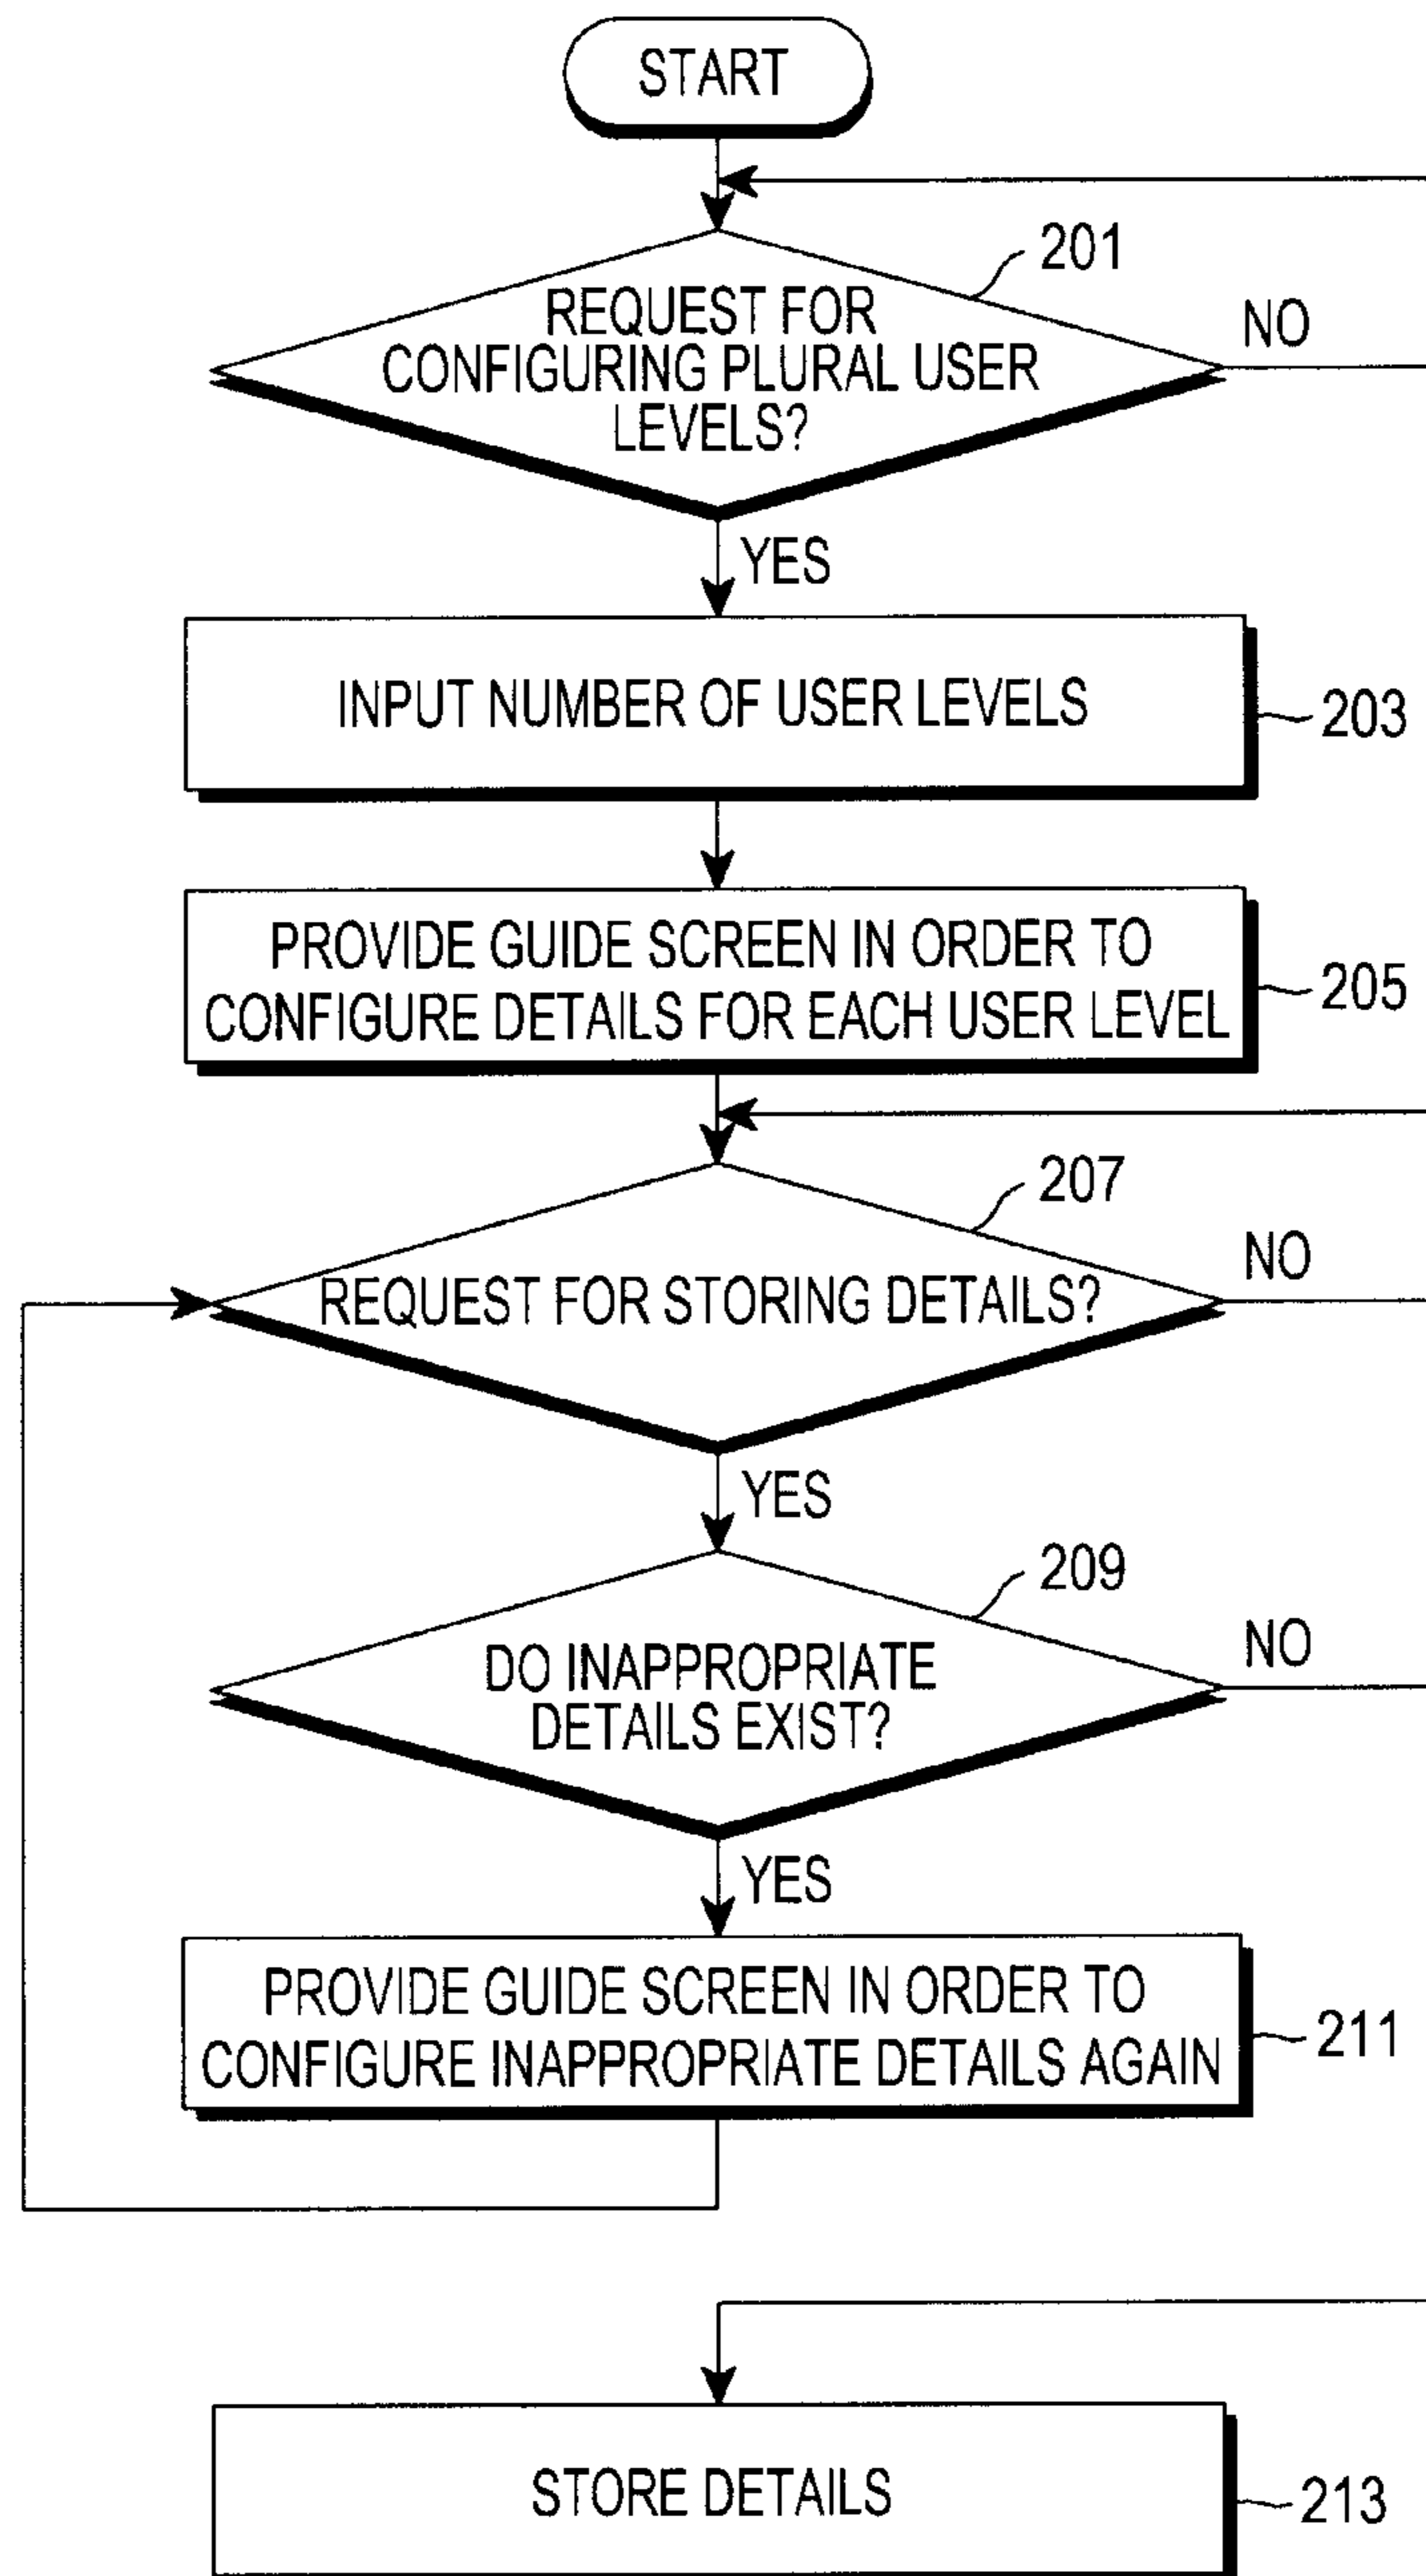 START
201
REQUEST FOR
CONFIGURING PLURAL USER
LEVELS?
NO
YES
INPUT NUMBER OF USER LEVELS
203
PROVIDE GUIDE SCREEN IN ORDER TO
CONFIGURE DETAILS FOR EACH USER LEVEL
205
207
REQUEST FOR STORING DETAILS?
NO
YES
209
DO INAPPROPRIATE
DETAILS EXIST?
NO
YES
PROVIDE GUIDE SCREEN IN ORDER TO
CONFIGURE INAPPROPRIATE DETAILS AGAIN
211
STORE DETAILS
213